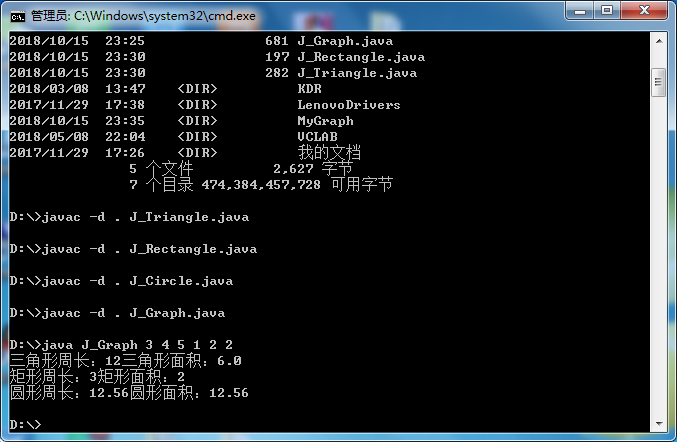 管理员: C:\Windows\system32\cmd.exe
2018/10/15  23:25               681 J_Graph.java
2018/10/15  23:30               197 J_Rectangle.java
2018/10/15  23:30               282 J_Triangle.java
2018/03/08  13:47    <DIR>          KDR
2017/11/29  17:38    <DIR>          LenovoDrivers
2018/10/15  23:35    <DIR>          MyGraph
2018/05/08  22:04    <DIR>          VCLAB
2017/11/29  17:26    <DIR>          我的文档
5 个文件          2,627 字节
7 个目录 474,384,457,728 可用字节
D:\>javac -d . J_Triangle.java
D:\>javac -d . J_Rectangle.java
D:\>javac -d . J_Circle.java
D:\>javac -d . J_Graph.java
D:\>java J_Graph 3 4 5 1 2 2
三角形周长：12三角形面积：6.0
矩形周长：3矩形面积：2
圆形周长：12.56圆形面积：12.56
D:\>